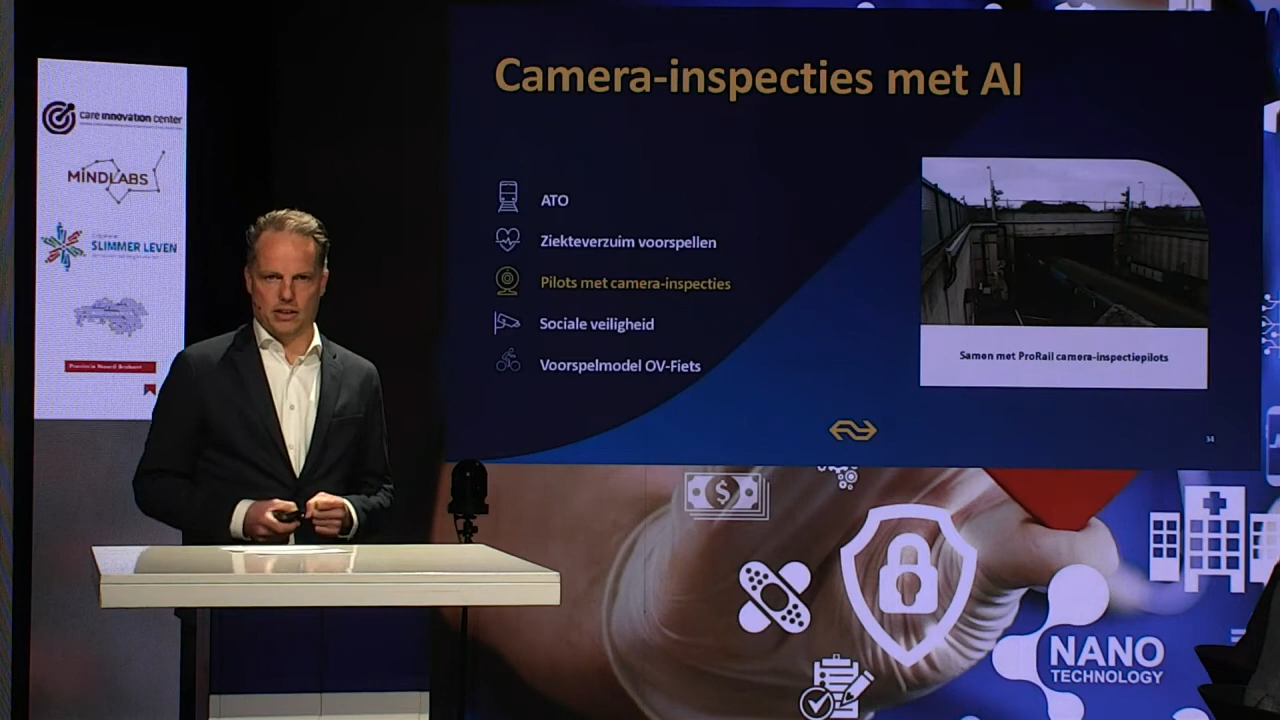 Camera-inspecties met AI
care innovation center
MINDLABS
SLIMMER LEVEN
Provincie Noord-Brabant
ATO
Ziekteverzuim voorspellen
Pilots met camera-inspecties
Sociale veiligheid
Voorspelmodel OV-Fiets
Samen met ProRail camera-inspectiepilots
34
$
NANO
TECHNOLOGY